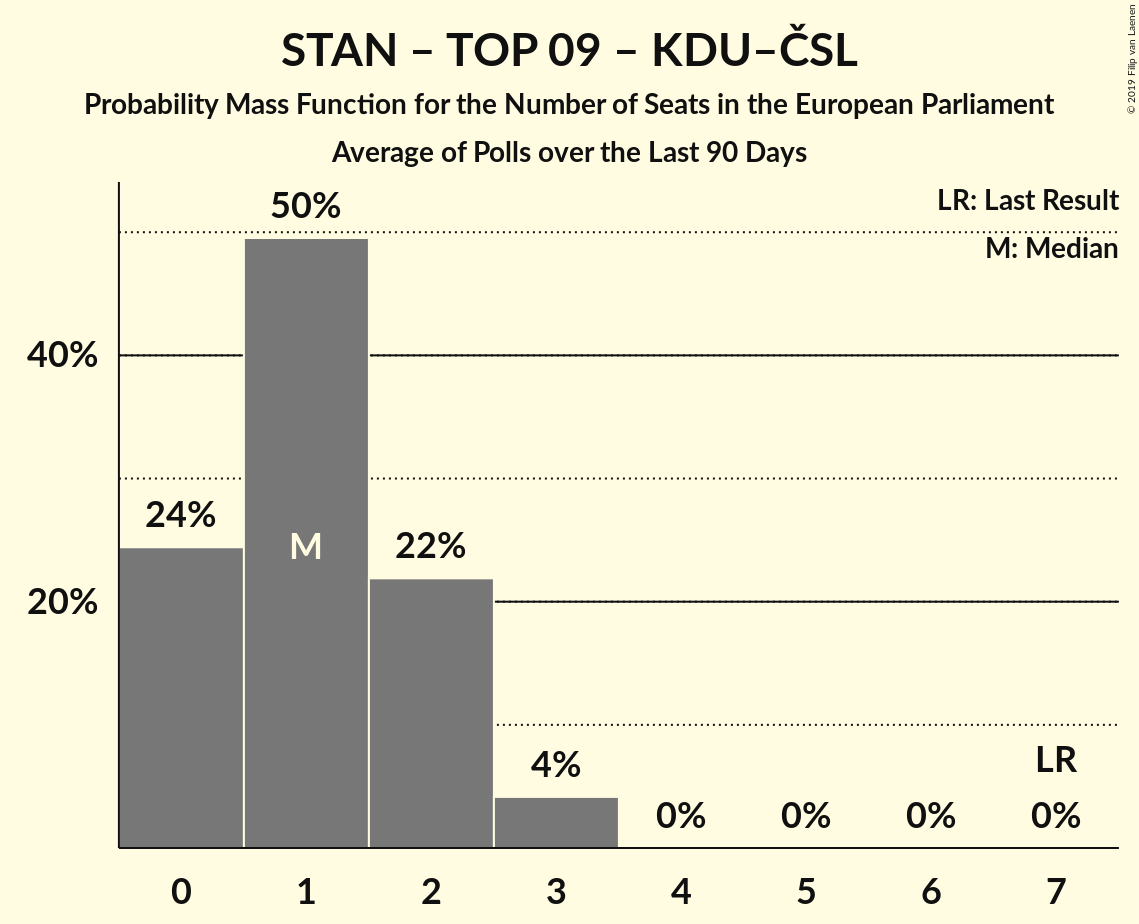 STAN – TOP 09 – KDU–ČSL
Probability Mass Function for the Number of Seats in the European Parliament
Average of Polls over the Last 90 Days
© 2019 Filip van Laenen
LR: Last Result
M: Median
50%
40%
24%
M
22%
20%
4%
LR
0%
0%
0%
0%
0
1
2
3
4
5
6
7